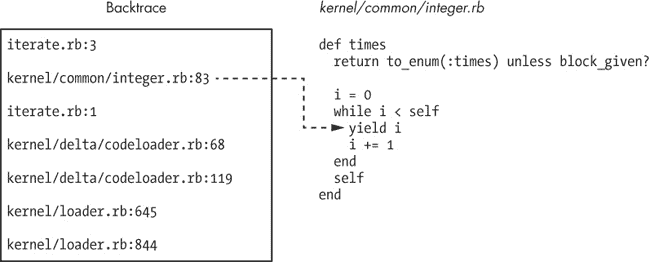 Backtrace
iterate.rb:3
kernel/common/integer.rb:83
iterate.rb:1
kernel/delta/codeloader.rb:68
kernel/delta/codeloader.rb:119
kernel/loader.rb:645
kernel/loader.rb:844
kernel/common/integer.rb
def times
  return to_enum(:times) unless block_given?
  i = 0
  while i < self
    yield i
    i += 1
  end
  self
end